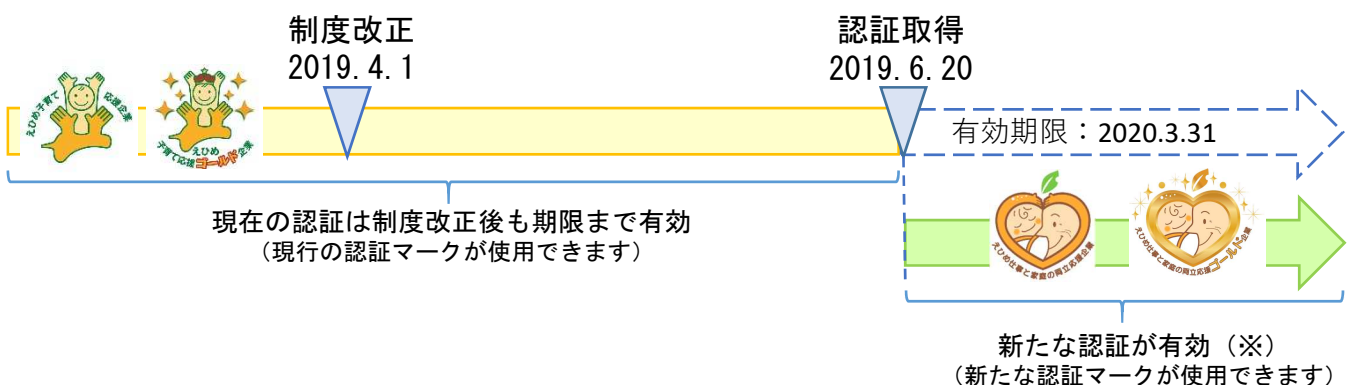 制度改正
2019.4.1
認証取得
2019.6.20
えひめ子育て
応援企業
えひめ
子育て応援ゴールド企業
有効期限：2020.3.31
現在の認証は制度改正後も期限まで有効
（現行の認証マークが使用できます）
えひめ仕事と家庭の両立応援企業
えひめ仕事と家庭の両立応援ゴールド企業
新たな認証が有効（※）
（新たな認証マークが使用できます）